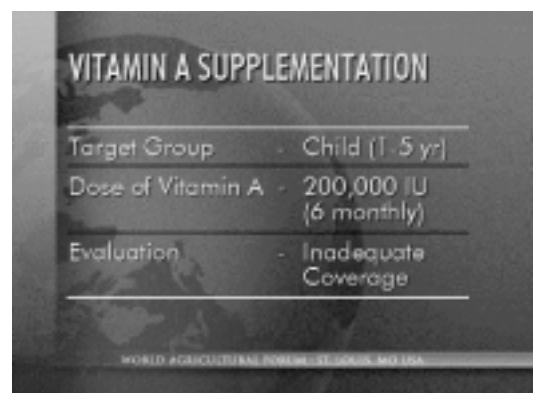 VITAMIN A SUPPLEMENTATION
Target Group - Child (1-5 yr)
Dose of Vitamin A - 200,000 IU
(6 monthly)
Evaluation - Inadequate
Coverage
WORLD AGRICULTURAL FORUM - ST. LOUIS, MO USA